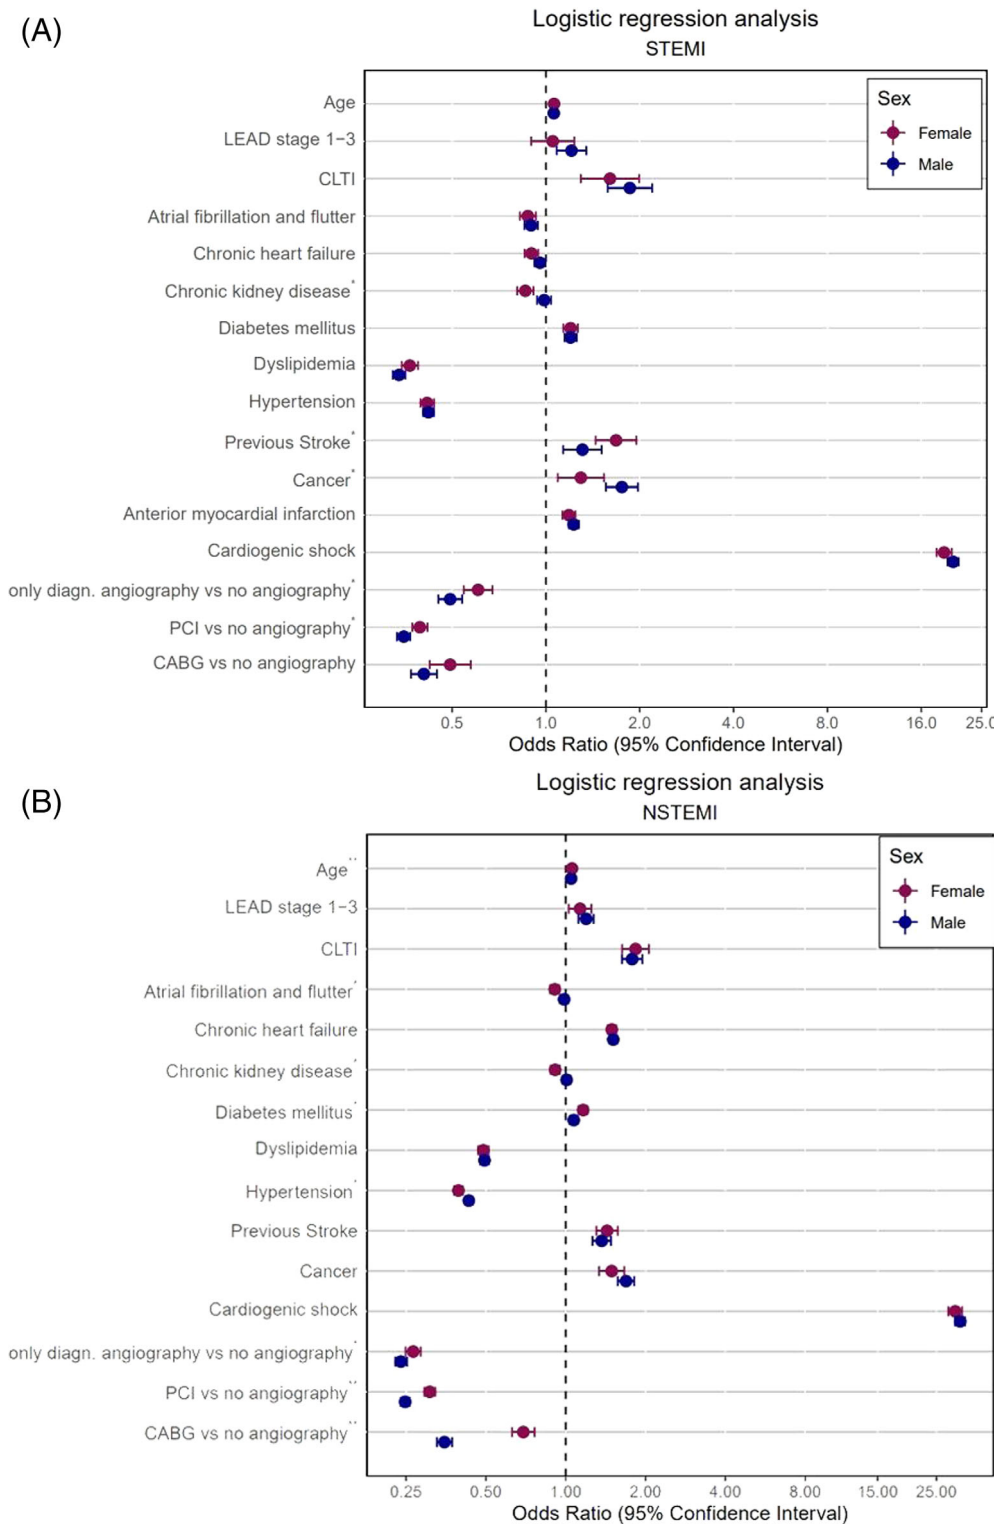 (A)
Logistic regression analysis
STEMI
Age
LEAD stage 1−3
CLTI
Atrial fibrillation and flutter
Chronic heart failure
Chronic kidney disease*
Diabetes mellitus
Dyslipidemia
Hypertension
Previous Stroke*
Cancer*
Anterior myocardial infarction
Cardiogenic shock
only diagn. angiography vs no angiography*
PCI vs no angiography*
CABG vs no angiography
Sex
Female
Male
0.5 1.0 2.0 4.0 8.0 16.0 25.0
Odds Ratio (95% Confidence Interval)
(B)
Logistic regression analysis
NSTEMI
Age**
LEAD stage 1−3
CLTI
Atrial fibrillation and flutter*
Chronic heart failure
Chronic kidney disease*
Diabetes mellitus*
Dyslipidemia
Hypertension*
Previous Stroke
Cancer
Cardiogenic shock
only diagn. angiography vs no angiography*
PCI vs no angiography**
CABG vs no angiography**
Sex
Female
Male
0.25 0.50 1.00 2.00 4.00 8.00 15.00 25.00
Odds Ratio (95% Confidence Interval)